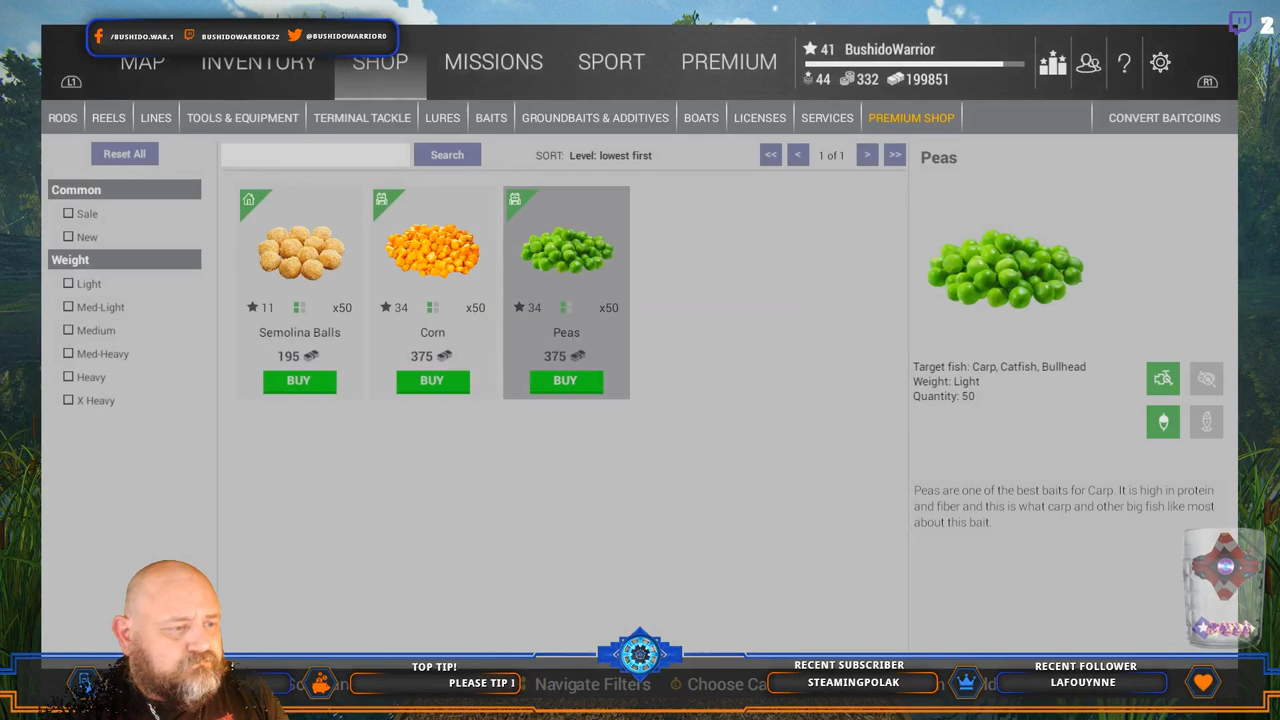 /BUSHIDO.WAR.1 BUSHIDOWARRIOR22 @BUSHIDOWARRIOR0
2
MAP INVENTORY SHOP MISSIONS SPORT PREMIUM
41 BushidoWarrior
44 332 199851
L1
R1
RODS REELS LINES TOOLS & EQUIPMENT TERMINAL TACKLE LURES BAITS GROUNDBAITS & ADDITIVES BOATS LICENSES SERVICES PREMIUM SHOP CONVERT BAITCOINS
Reset All
Search
SORT: Level: lowest first
<< < 1 of 1 > >>
Common
Sale
New
Weight
Light
Med-Light
Medium
Med-Heavy
Heavy
X Heavy
11 x50
Semolina Balls
195
BUY
34 x50
Corn
375
BUY
34 x50
Peas
375
BUY
Peas
Target fish: Carp, Catfish, Bullhead
Weight: Light
Quantity: 50
Peas are one of the best baits for Carp. It is high in protein
and fiber and this is what carp and other big fish like most
about this bait.
TOP TIP!
PLEASE TIP
Navigate Filters
RECENT SUBSCRIBER
STEAMINGPOLAK
RECENT FOLLOWER
LAFOUYNNE